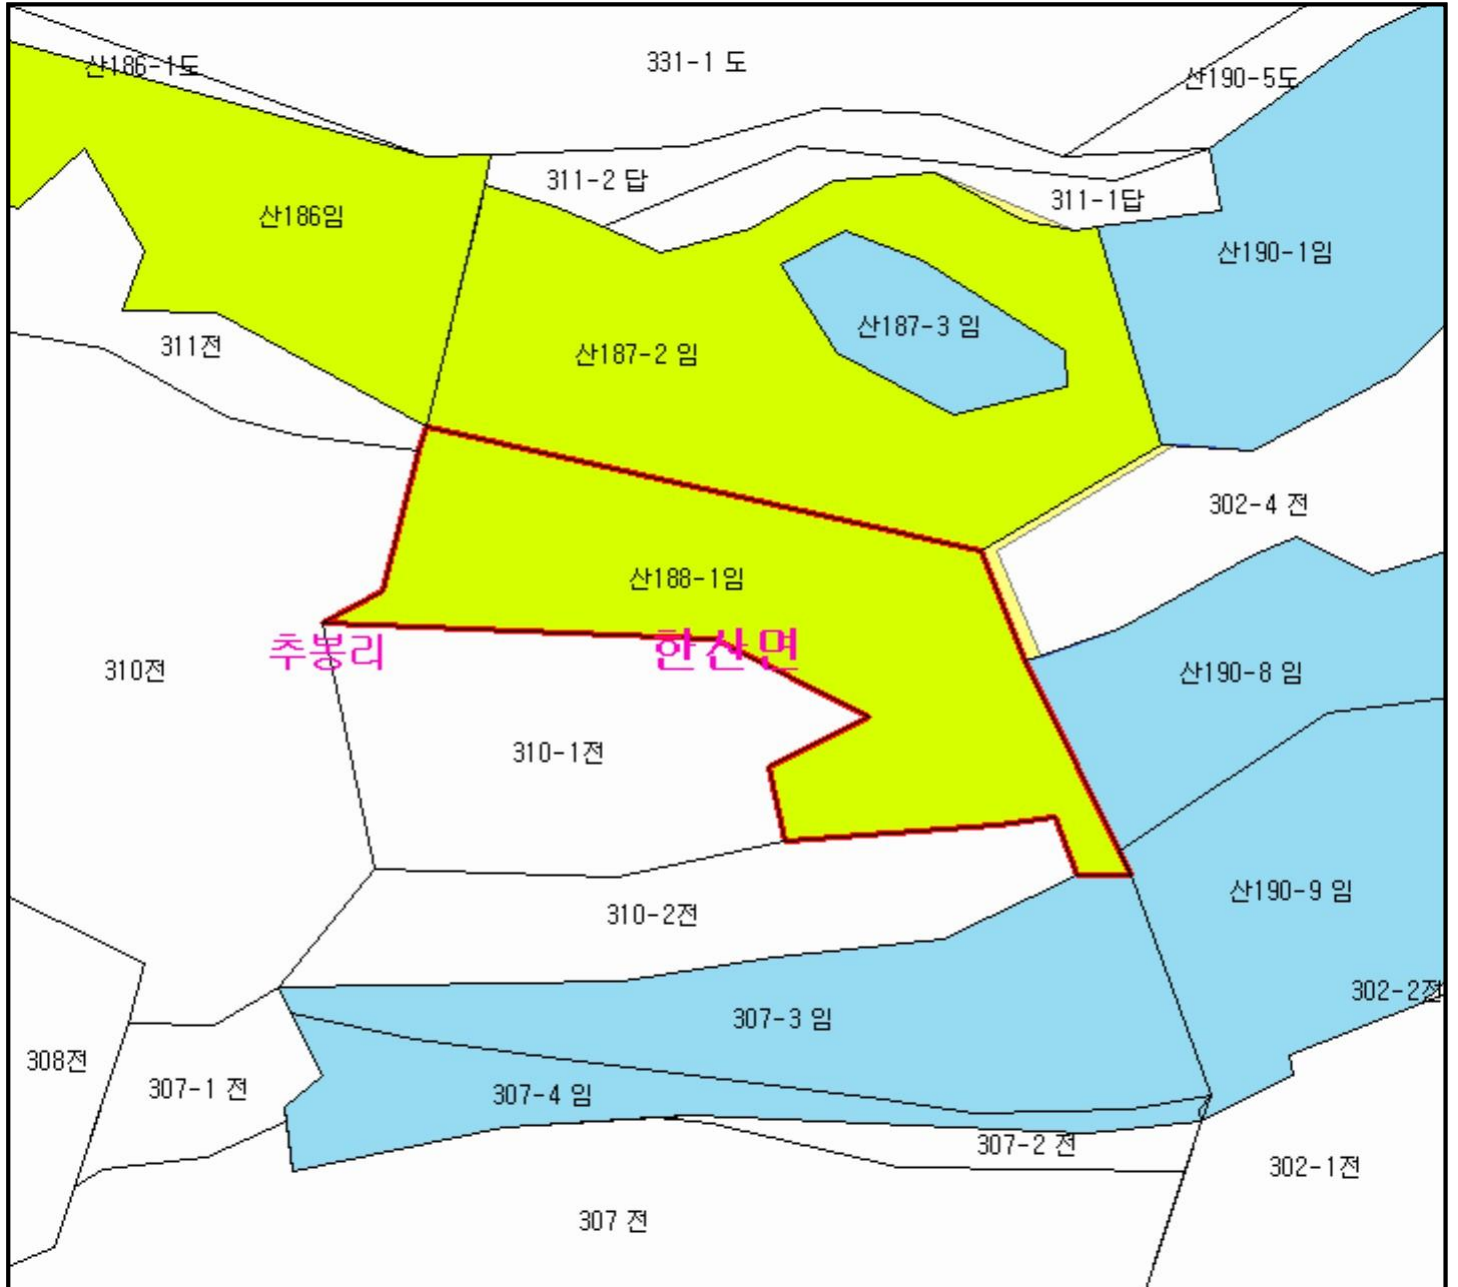 산186-1도
331-1 도
산190-5도
311-2 답
311-1답
산186임
산190-1임
산187-3 임
311전
산187-2 임
302-4 전
산188-1임
추봉리
한산면
310전
산190-8 임
310-1전
산190-9 임
310-2전
302-2전
307-3 임
308전
307-1 전
307-4 임
307-2 전
302-1전
307 전